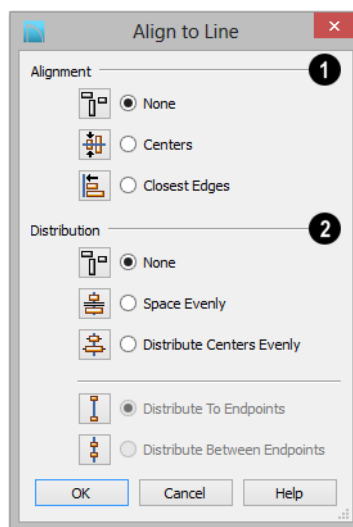 Align to Line
Alignment
1
None
Centers
Closest Edges
Distribution
2
None
Space Evenly
Distribute Centers Evenly
Distribute To Endpoints
Distribute Between Endpoints
OK Cancel Help